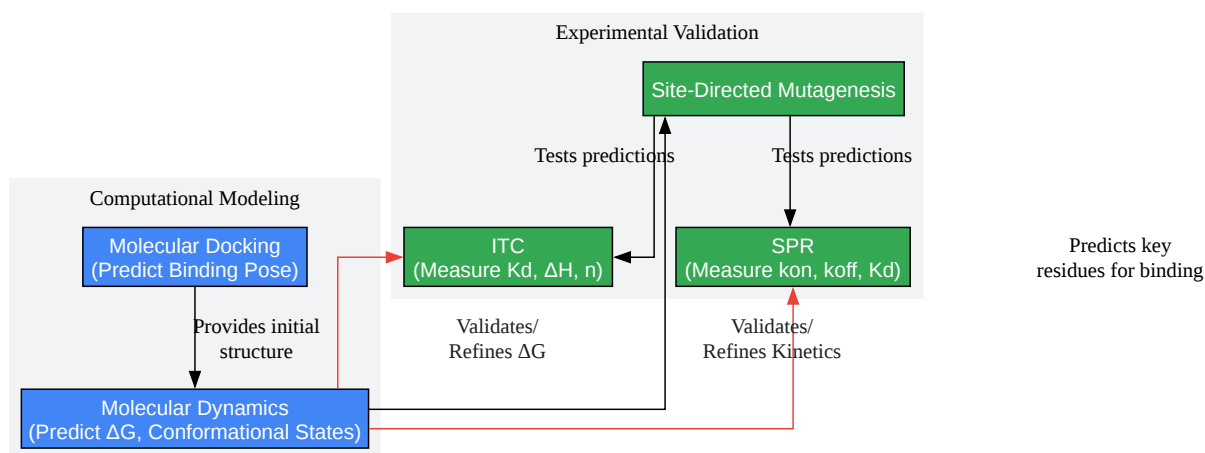 Experimental Validation
Site-Directed Mutagenesis
Tests predictions
Tests predictions
Computational Modeling
Molecular Docking
(Predict Binding Pose)
ITC
(Measure Kd, ΔH, n)
SPR
(Measure kon, koff, Kd)
Predicts key
residues for binding
Provides initial
structure
Validates/
Refines ΔG
Validates/
Refines Kinetics
Molecular Dynamics
(Predict ΔG, Conformational States)